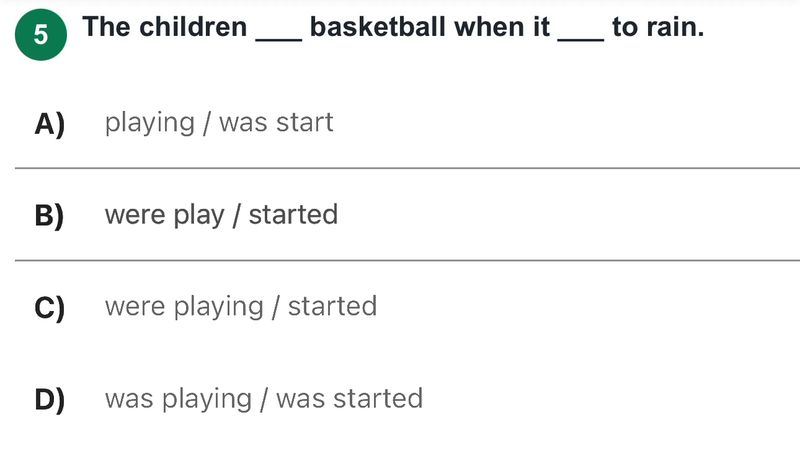 5 The children ___ basketball when it ___ to rain.
A) playing / was start
B) were play / started
C) were playing / started
D) was playing / was started